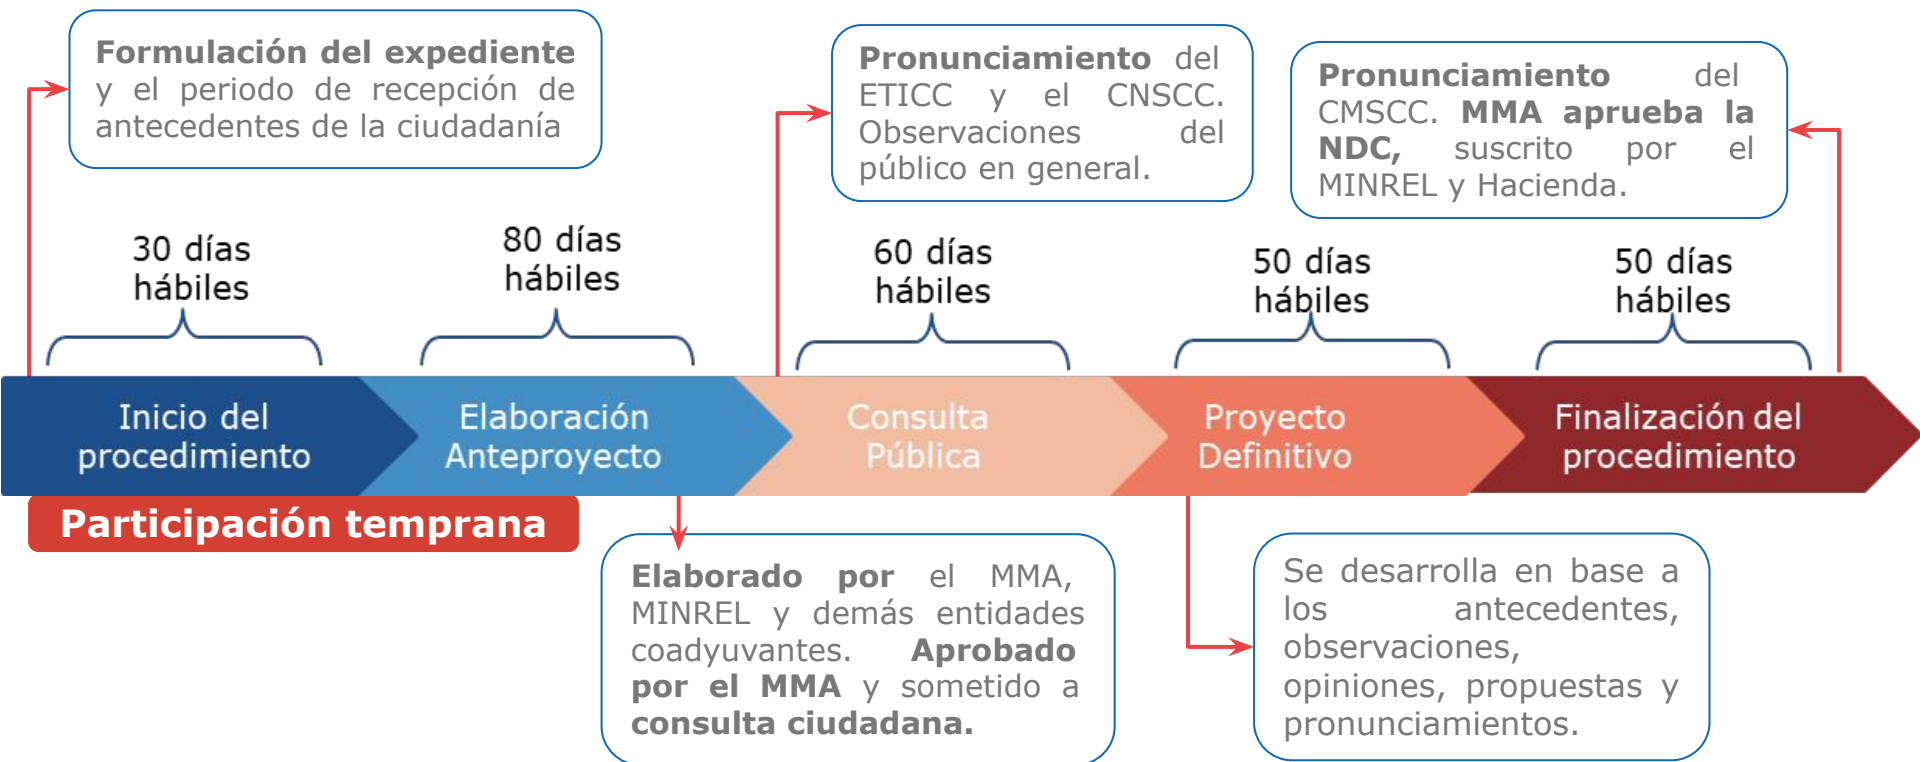 Formulación del expediente
y el periodo de recepción de
antecedentes de la ciudadanía
Pronunciamiento del
ETICC y el CNSCC.
Observaciones del
público en general.
Pronunciamiento del
CMSCC. MMA aprueba la
NDC, suscrito por el
MINREL y Hacienda.
30 días
hábiles
80 días
hábiles
60 días
hábiles
50 días
hábiles
50 días
hábiles
Inicio del
procedimiento
Elaboración
Anteproyecto
Consulta
Pública
Proyecto
Definitivo
Finalización del
procedimiento
Participación temprana
Elaborado por el MMA,
MINREL y demás entidades
coadyuvantes. Aprobado
por el MMA y sometido a
consulta ciudadana.
Se desarrolla en base a
los antecedentes,
observaciones,
opiniones, propuestas y
pronunciamientos.